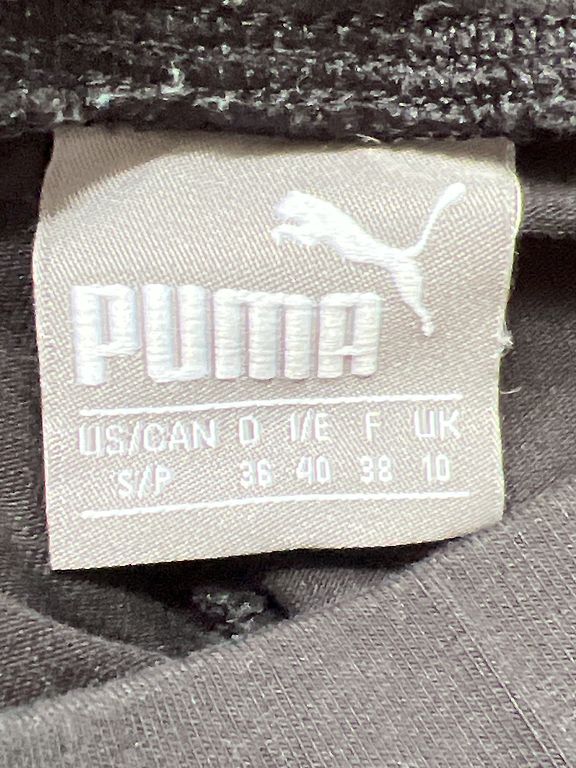 PUMA
US/CAN D I/E F UK
S/P 36 40 38 10